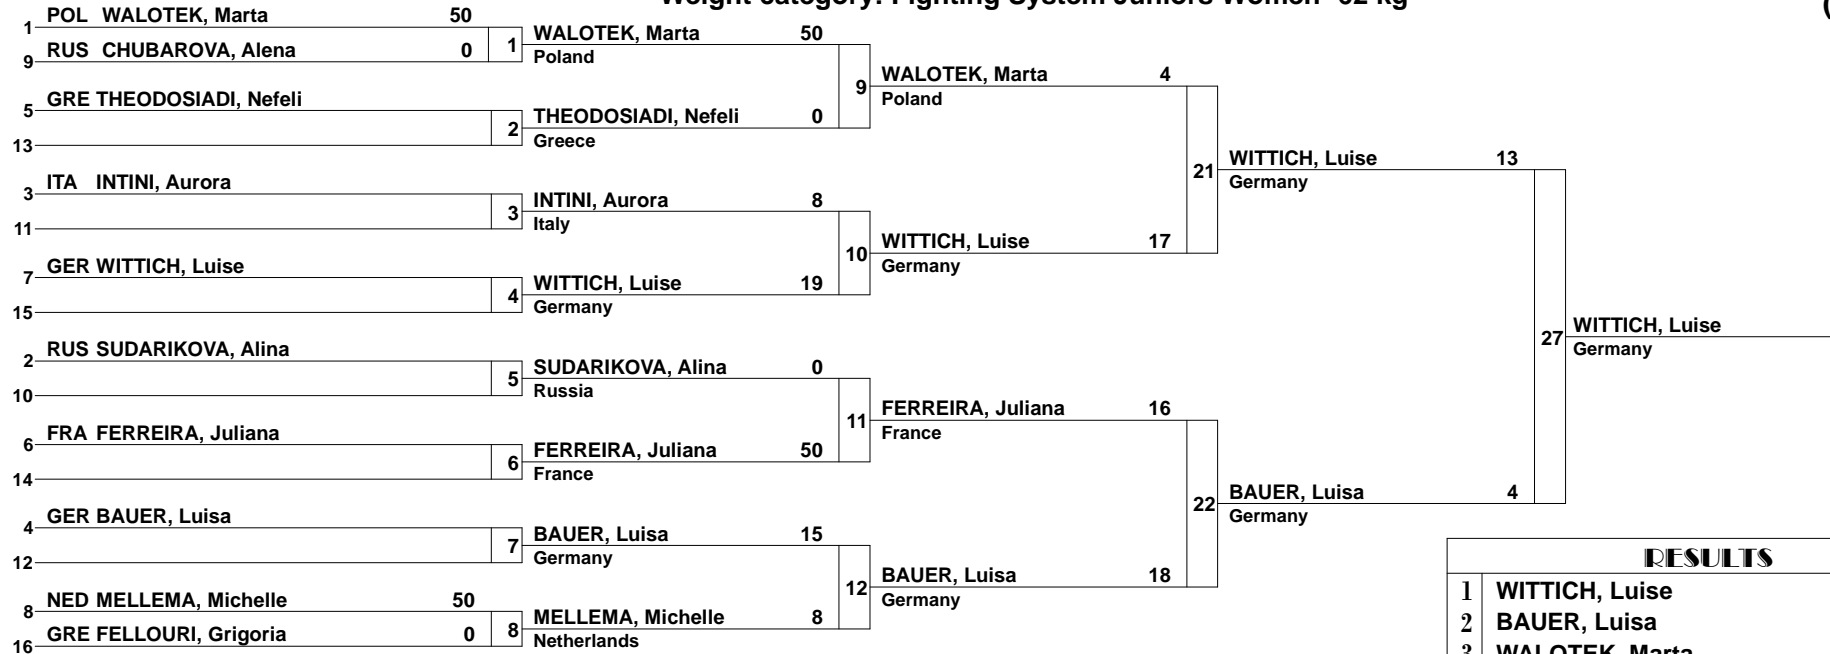 Weight category: Fighting System Juniors Women -62 kg
(
1 POL WALOTEK, Marta 50
9 RUS CHUBAROVA, Alena 0
1 WALOTEK, Marta 50
Poland
5 GRE THEODOSIADI, Nefeli
13
2 THEODOSIADI, Nefeli 0
Greece
9 WALOTEK, Marta 4
Poland
3 ITA INTINI, Aurora
11
3 INTINI, Aurora 8
Italy
7 GER WITTICH, Luise
15
4 WITTICH, Luise 19
Germany
10 WITTICH, Luise 17
Germany
21 WITTICH, Luise 13
Germany
2 RUS SUDARIKOVA, Alina
10
5 SUDARIKOVA, Alina 0
Russia
6 FRA FERREIRA, Juliana
14
6 FERREIRA, Juliana 50
France
11 FERREIRA, Juliana 16
France
4 GER BAUER, Luisa
12
7 BAUER, Luisa 15
Germany
8 NED MELLEMA, Michelle 50
16 GRE FELLOURI, Grigoria 0
8 MELLEMA, Michelle 8
Netherlands
12 BAUER, Luisa 18
Germany
22 BAUER, Luisa 4
Germany
27 WITTICH, Luise
Germany
RESULTS
1 WITTICH, Luise
2 BAUER, Luisa
3 WALOTEK, Marta